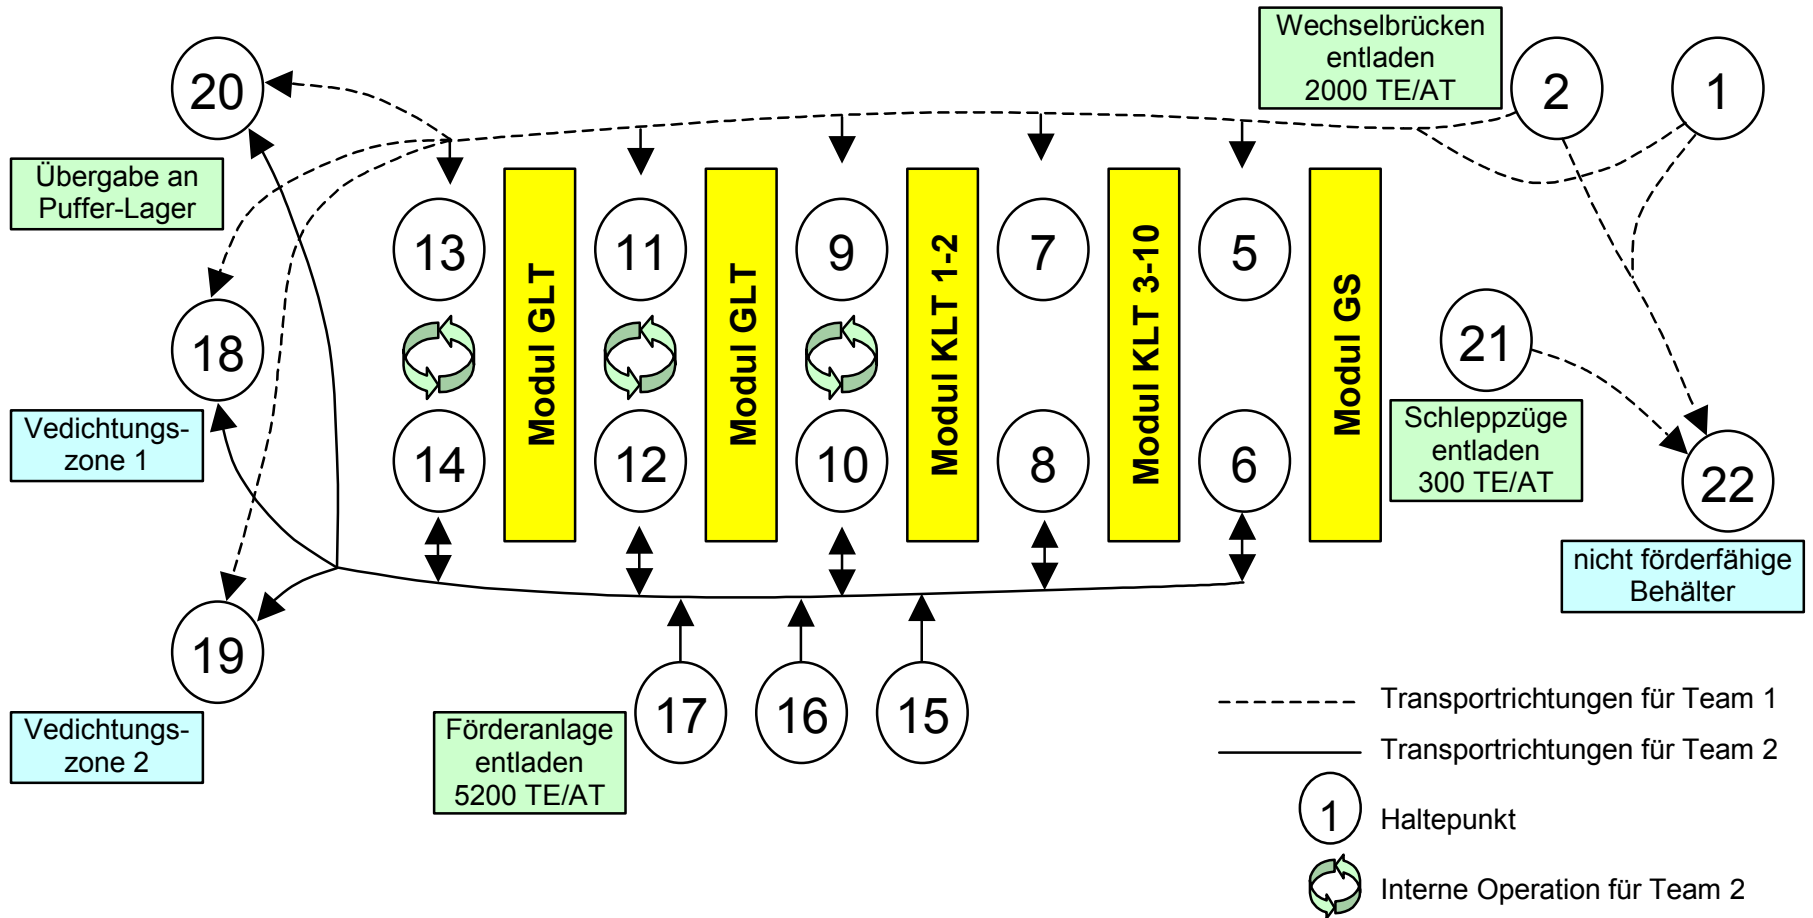 Wechselbrücken
entladen
2000 TE/AT
20
2
1
Übergabe an
Puffer-Lager
13
11
9
7
5
Modul GLT
Modul GLT
Modul KLT 1-2
Modul KLT 3-10
Modul GS
18
21
Vedichtungs-
zone 1
14
12
10
8
6
Schleppzüge
entladen
300 TE/AT
22
nicht förderfähige
Behälter
19
Vedichtungs-
zone 2
Förderanlage
entladen
5200 TE/AT
17
16
15
Transportrichtungen für Team 1
Transportrichtungen für Team 2
1
Haltepunkt
Interne Operation für Team 2